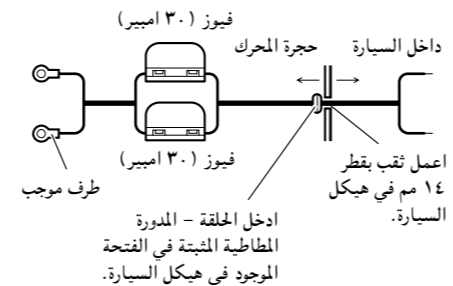 فيوز (٣٠ امبير)
حجرة المحرك
داخل السيارة
فيوز (٣٠ امبير)
طرف موجب
اعمل ثقب بقطر
١٤ مم في هيكل
السيارة.
ادخل الحلقة – المدورة
المطاطية المثبتة في الفتحة
الموجود في هيكل السيارة.